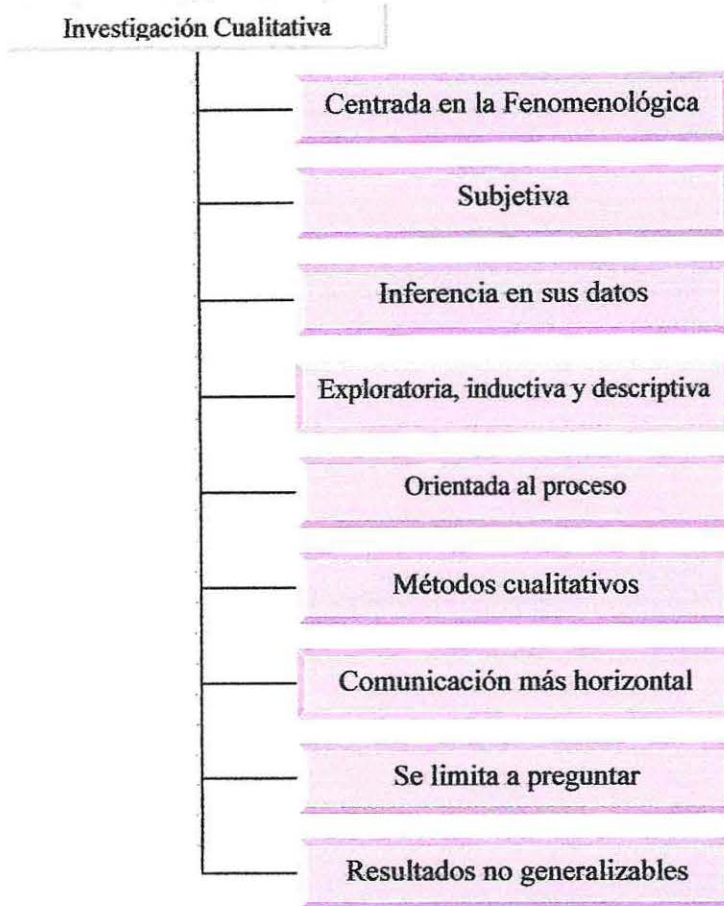 Investigación Cualitativa
Centrada en la Fenomenológica
Subjetiva
Inferencia en sus datos
Exploratoria, inductiva y descriptiva
Orientada al proceso
Métodos cualitativos
Comunicación más horizontal
Se limita a preguntar
Resultados no generalizables